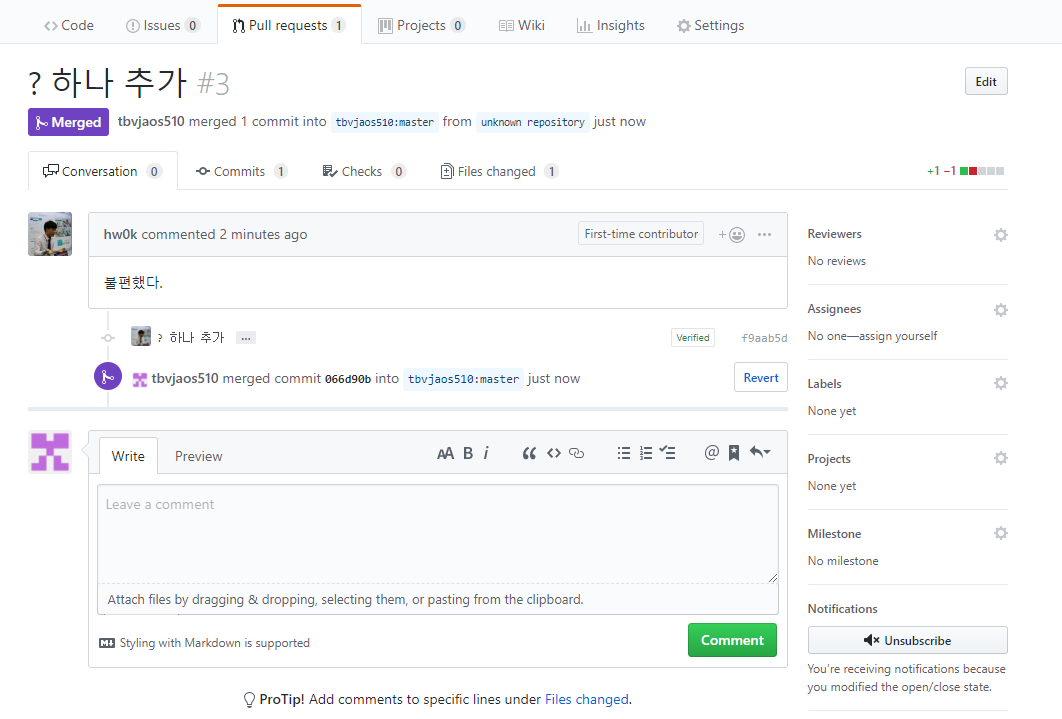 Code Issues 0 Pull requests 1 Projects 0 Wiki Insights Settings
? 하나 추가 #3 Edit
Merged tbvjaos510 merged 1 commit into tbvjaos510:master from unknown repository just now
Conversation 0 Commits 1 Checks 0 Files changed 1 +1 −1
hw0k commented 2 minutes ago First-time contributor +
불편했다.
? 하나 추가 … Verified f9aab5d
tbvjaos510 merged commit 066d90b into tbvjaos510:master just now Revert
Write Preview AA B i @
Leave a comment
Attach files by dragging & dropping, selecting them, or pasting from the clipboard.
Styling with Markdown is supported Comment
ProTip! Add comments to specific lines under Files changed.
Reviewers
No reviews
Assignees
No one—assign yourself
Labels
None yet
Projects
None yet
Milestone
No milestone
Notifications
Unsubscribe
You're receiving notifications because
you modified the open/close state.